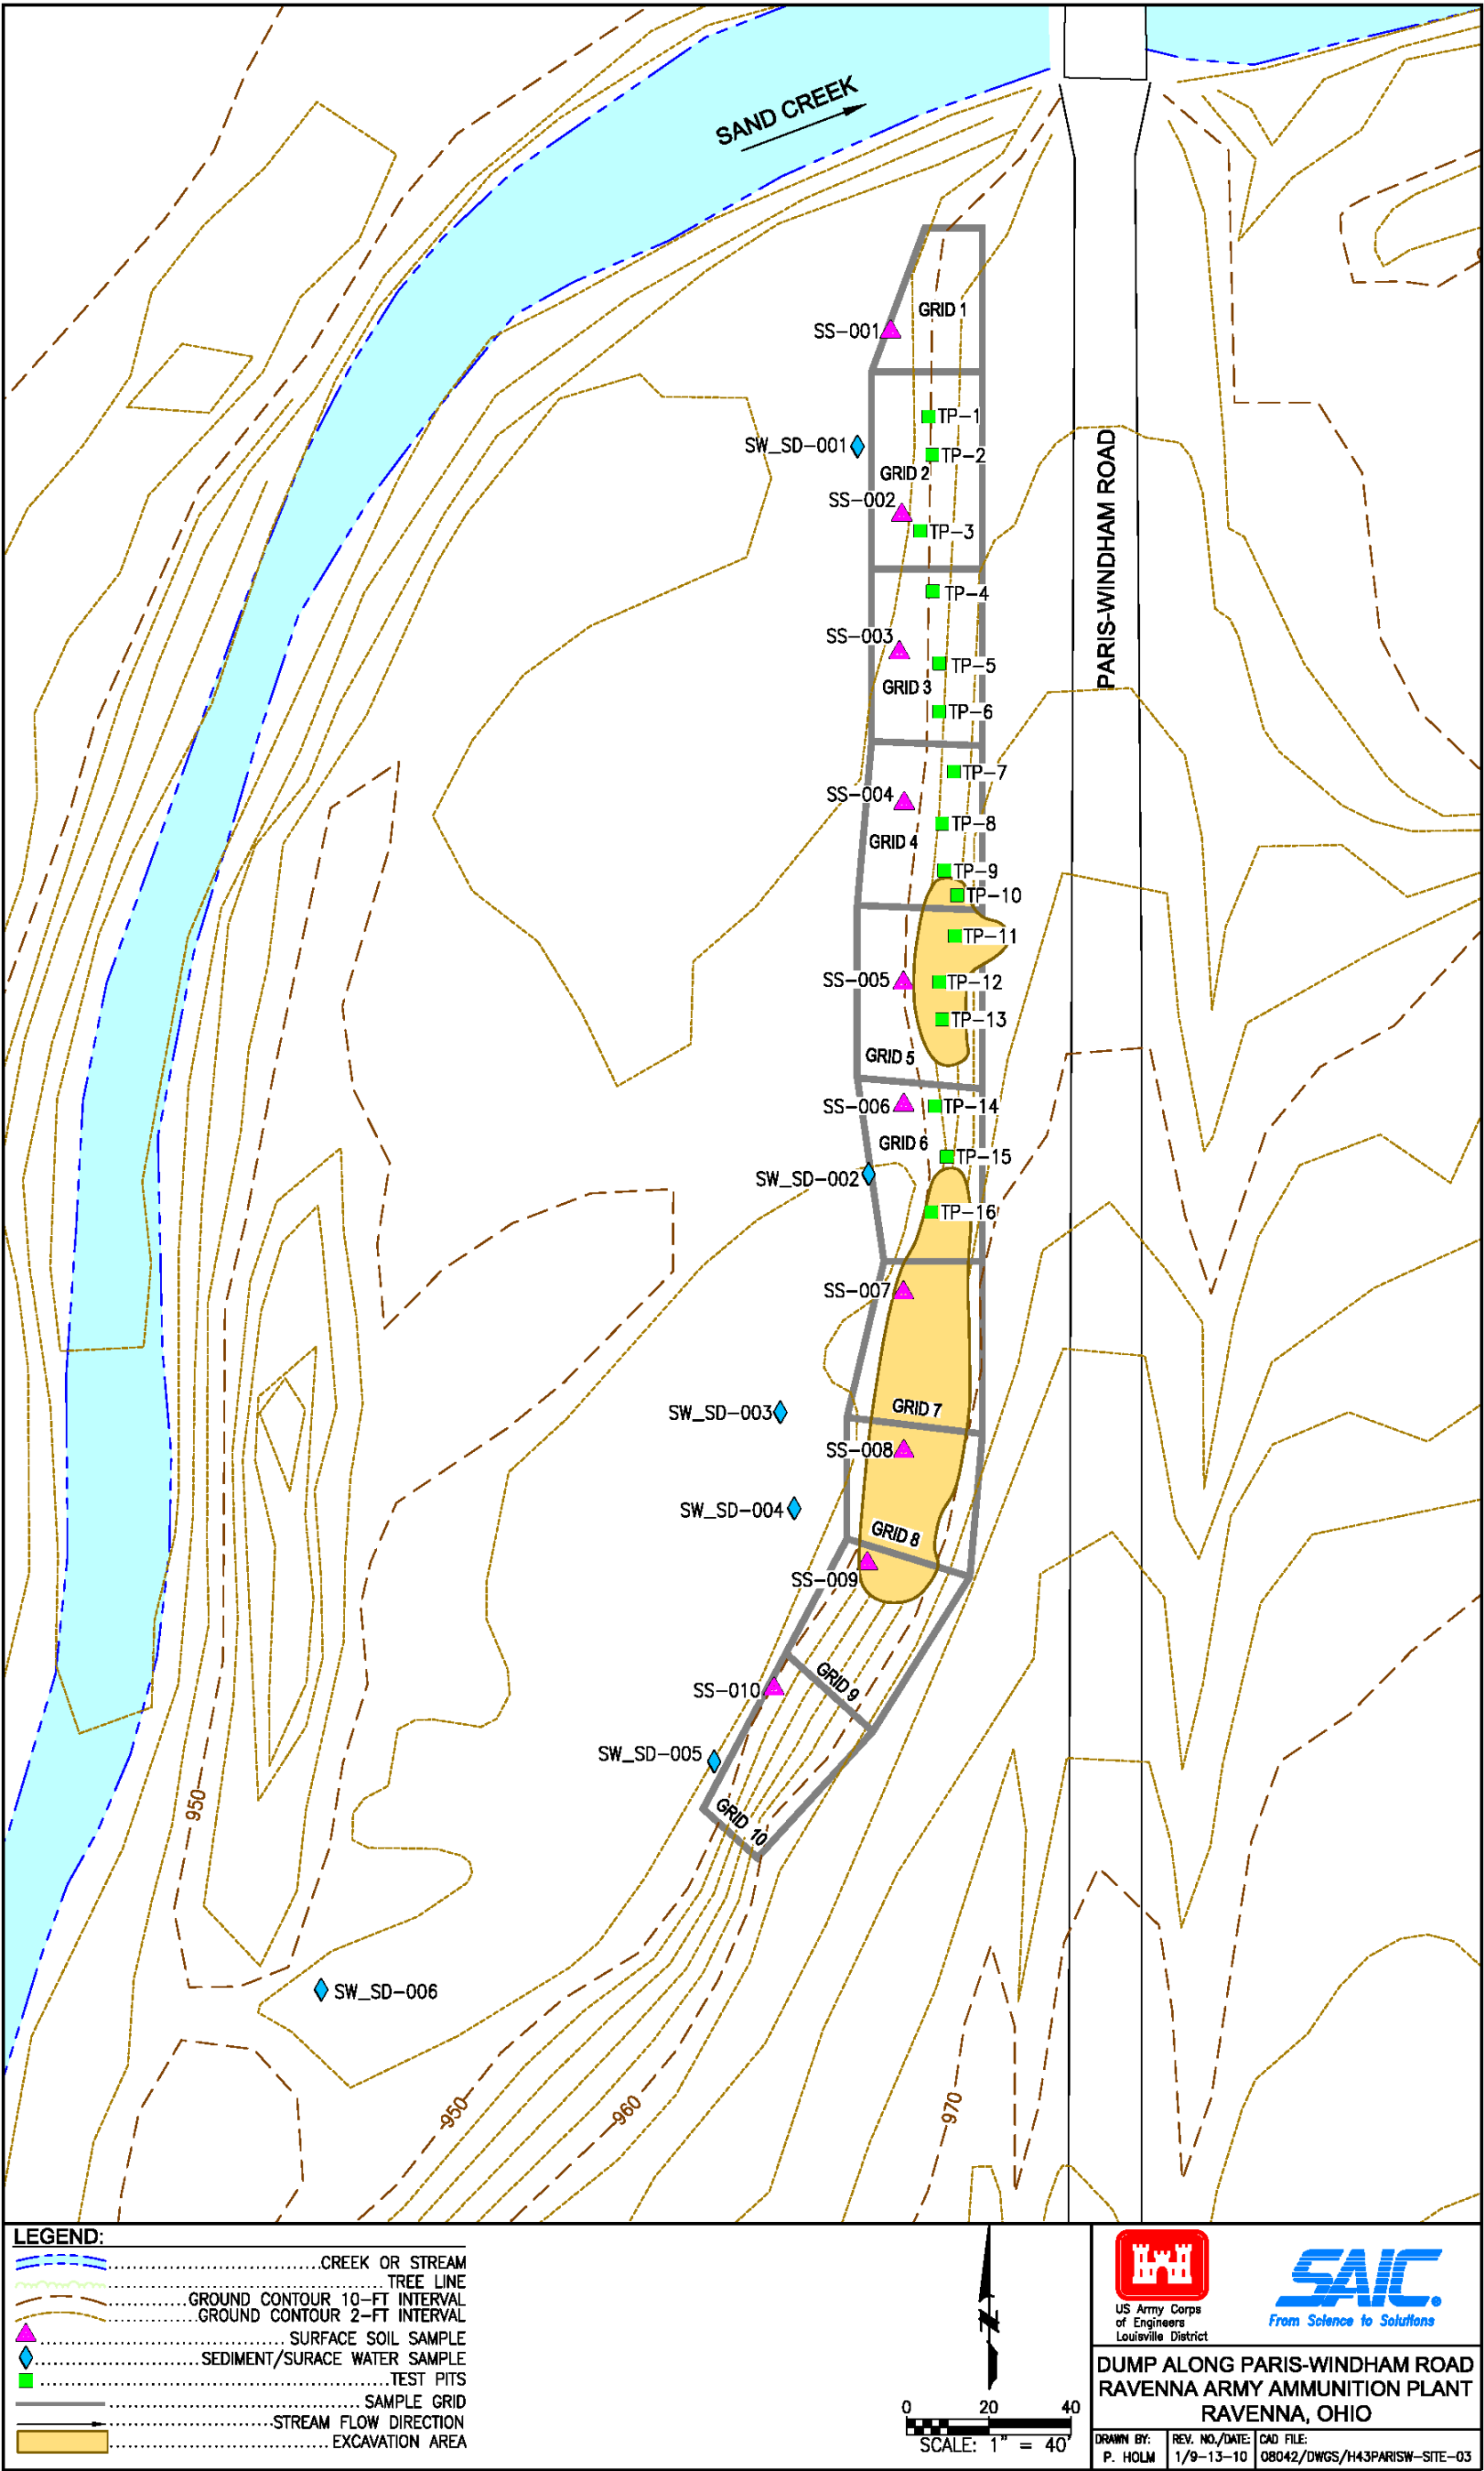 SAND CREEK
GRID 1
SS-001
TP-1
SW_SD-001
TP-2
GRID 2
SS-002
TP-3
PARIS-WINDHAM ROAD
TP-4
SS-003
TP-5
GRID 3
TP-6
TP-7
SS-004
TP-8
GRID 4
TP-9
TP-10
TP-11
SS-005
TP-12
TP-13
GRID 5
SS-006
TP-14
GRID 6
TP-15
SW_SD-002
TP-16
SS-007
GRID 7
SW_SD-003
SS-008
SW_SD-004
GRID 8
SS-009
GRID 9
SS-010
SW_SD-005
950
GRID 10
SW_SD-006
950
960
970
LEGEND:
CREEK OR STREAM
TREE LINE
GROUND CONTOUR 10-FT INTERVAL
GROUND CONTOUR 2-FT INTERVAL
SURFACE SOIL SAMPLE
SEDIMENT/SURACE WATER SAMPLE
TEST PITS
SAMPLE GRID
STREAM FLOW DIRECTION
EXCAVATION AREA
N
0 20 40
SCALE: 1" = 40'
US Army Corps
of Engineers
Louisville District
SAIC.
From Science to Solutions
DUMP ALONG PARIS-WINDHAM ROAD
RAVENNA ARMY AMMUNITION PLANT
RAVENNA, OHIO
DRAWN BY: REV. NO./DATE: CAD FILE:
P. HOLM 1/9-13-10 08042/DWGS/H43PARISW-SITE-03